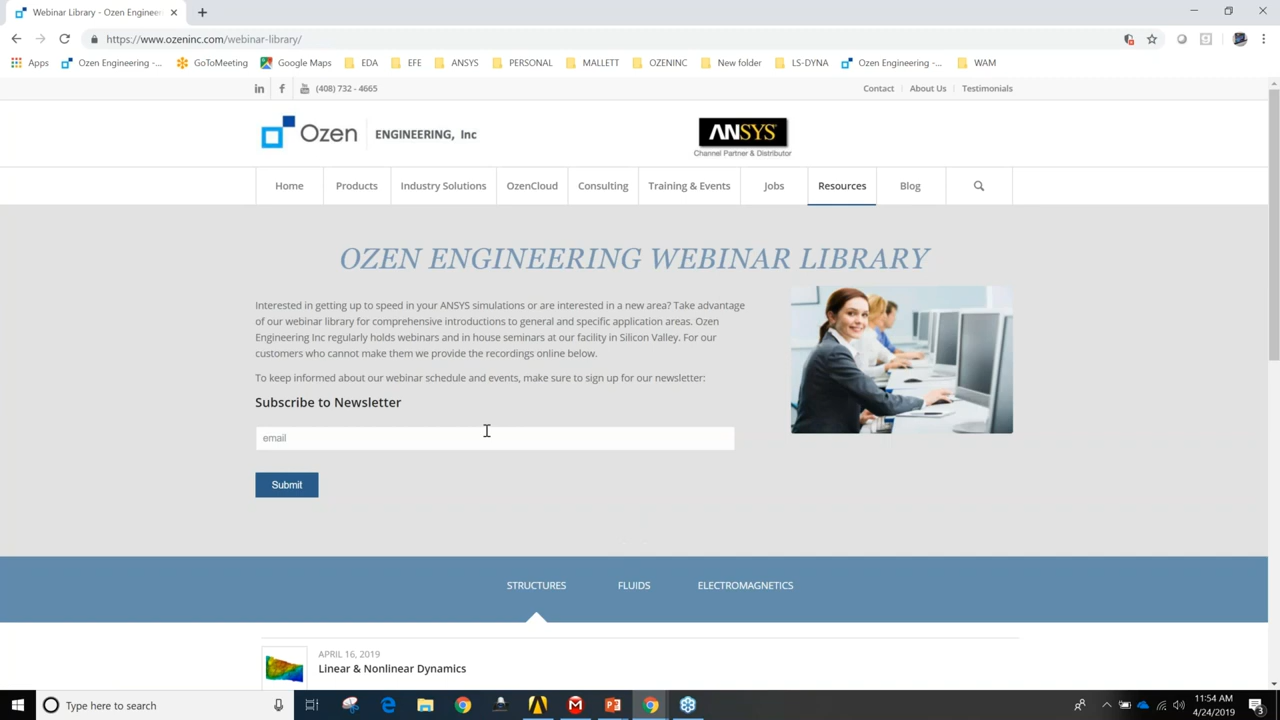 Webinar Library - Ozen Engineer
https://www.ozeninc.com/webinar-library/
Apps Ozen Engineering -... GoToMeeting Google Maps EDA EFE ANSYS PERSONAL MALLETT OZENINC New folder LS-DYNA Ozen Engineering -... WAM
(408) 732 - 4665 Contact About Us Testimonials
Ozen ENGINEERING, Inc ANSYS
Channel Partner & Distributor
Home Products Industry Solutions OzenCloud Consulting Training & Events Jobs Resources Blog
OZEN ENGINEERING WEBINAR LIBRARY
Interested in getting up to speed in your ANSYS simulations or are interested in a new area? Take advantage
of our webinar library for comprehensive introductions to general and specific application areas. Ozen
Engineering Inc regularly holds webinars and in house seminars at our facility in Silicon Valley. For our
customers who cannot make them we provide the recordings online below.
To keep informed about our webinar schedule and events, make sure to sign up for our newsletter:
Subscribe to Newsletter
email
Submit
STRUCTURES FLUIDS ELECTROMAGNETICS
APRIL 16, 2019
Linear & Nonlinear Dynamics
Type here to search
11:54 AM
4/24/2019